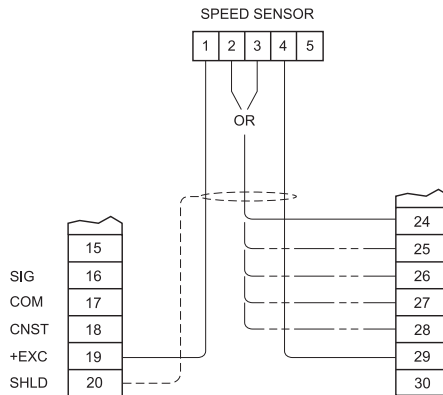 SPEED SENSOR
1 2 3 4 5
OR
15
SIG 16
COM 17
CNST 18
+EXC 19
SHLD 20
24
25
26
27
28
29
30